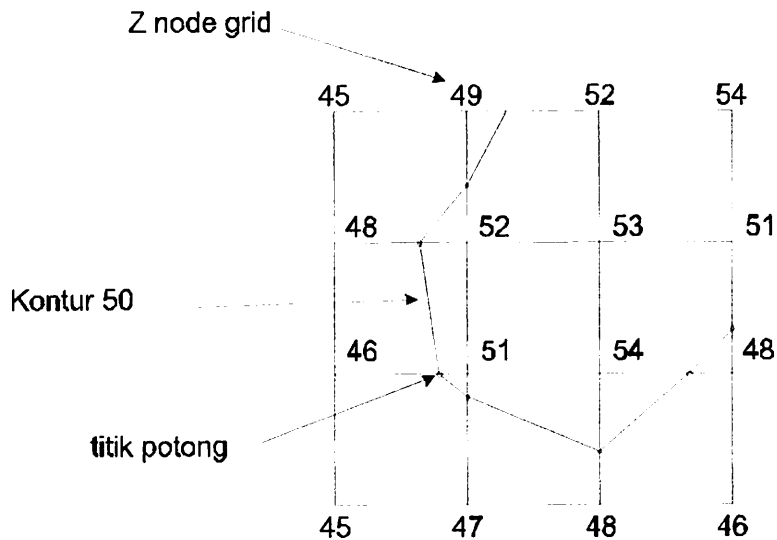 Z node grid
45 49 52 54
48 52 53 51
Kontur 50
46 51 54 48
titik potong
45 47 48 46